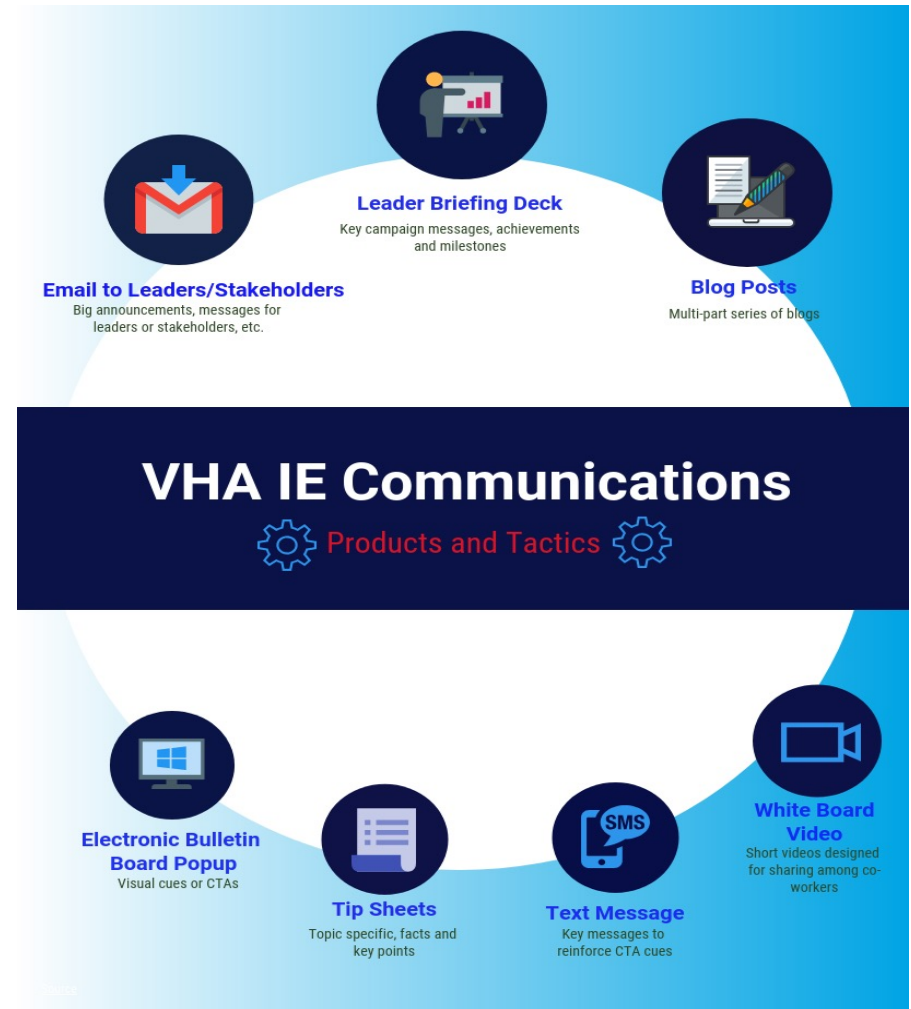 Leader Briefing Deck
Key campaign messages, achievements
and milestones
Email to Leaders/Stakeholders
Big announcements, messages for
leaders or stakeholders, etc.
Blog Posts
Multi-part series of blogs
VHA IE Communications
Products and Tactics
Electronic Bulletin
Board Popup
Visual cues or CTAs
Tip Sheets
Topic specific, facts and
key points
SMS
Text Message
Key messages to
reinforce CTA cues
White Board
Video
Short videos designed
for sharing among co-
workers